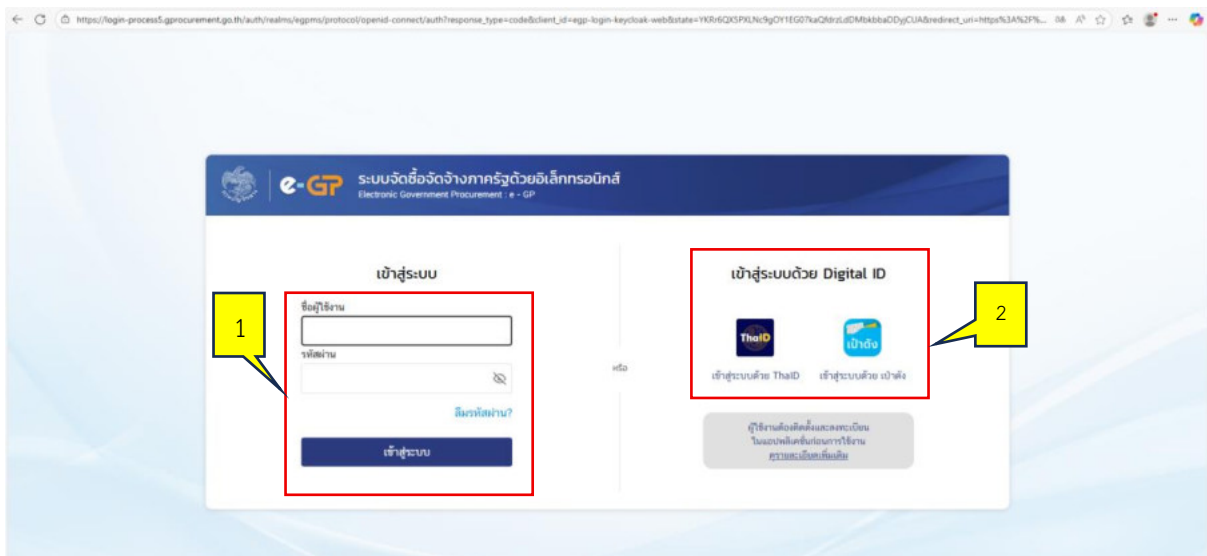 e-GP
ระบบจัดซื้อจัดจ้างภาครัฐด้วยอิเล็กทรอนิกส์
Electronic Government Procurement : e - GP
เข้าสู่ระบบ
ชื่อผู้ใช้งาน
1
รหัสผ่าน
ลืมรหัสผ่าน?
เข้าสู่ระบบ
หรือ
เข้าสู่ระบบด้วย Digital ID
2
ThaID
เป๋าตัง
เข้าสู่ระบบด้วย ThaID
เข้าสู่ระบบด้วย เป๋าตัง
ผู้ใช้งานต้องติดตั้งและลงทะเบียน
ในแอปพลิเคชันก่อนการใช้งาน
ดูรายละเอียดเพิ่มเติม